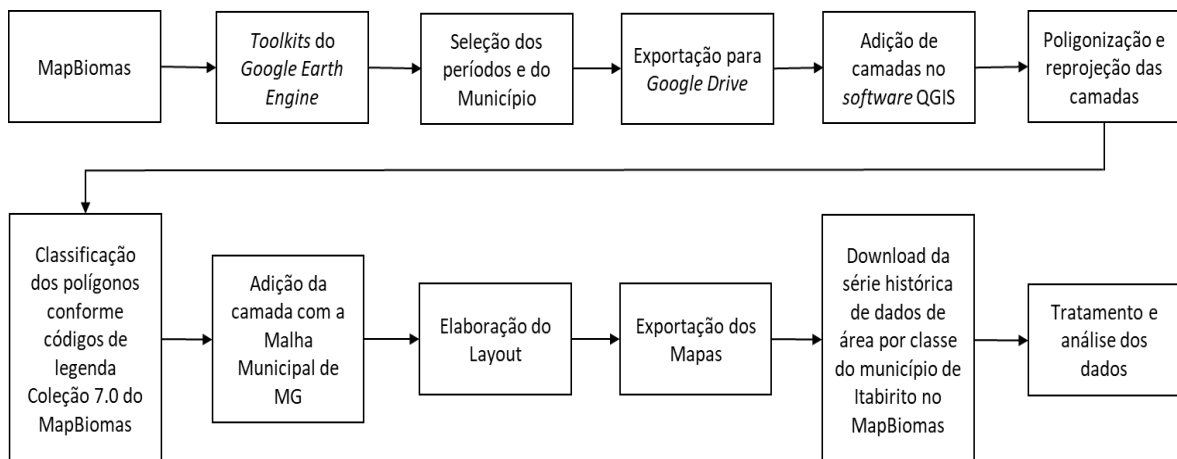 MapBiomas
Toolkits do
Google Earth
Engine
Seleção dos
períodos e do
Município
Exportação para
Google Drive
Adição de
camadas no
software QGIS
Poligonização e
reprojeção das
camadas
Classificação
dos polígonos
conforme
códigos de
legenda
Coleção 7.0 do
MapBiomas
Adição da
camada com a
Malha
Municipal de
MG
Elaboração do
Layout
Exportação dos
Mapas
Download da
série histórica
de dados de
área por classe
do município de
Itabirito no
MapBiomas
Tratamento e
análise dos
dados